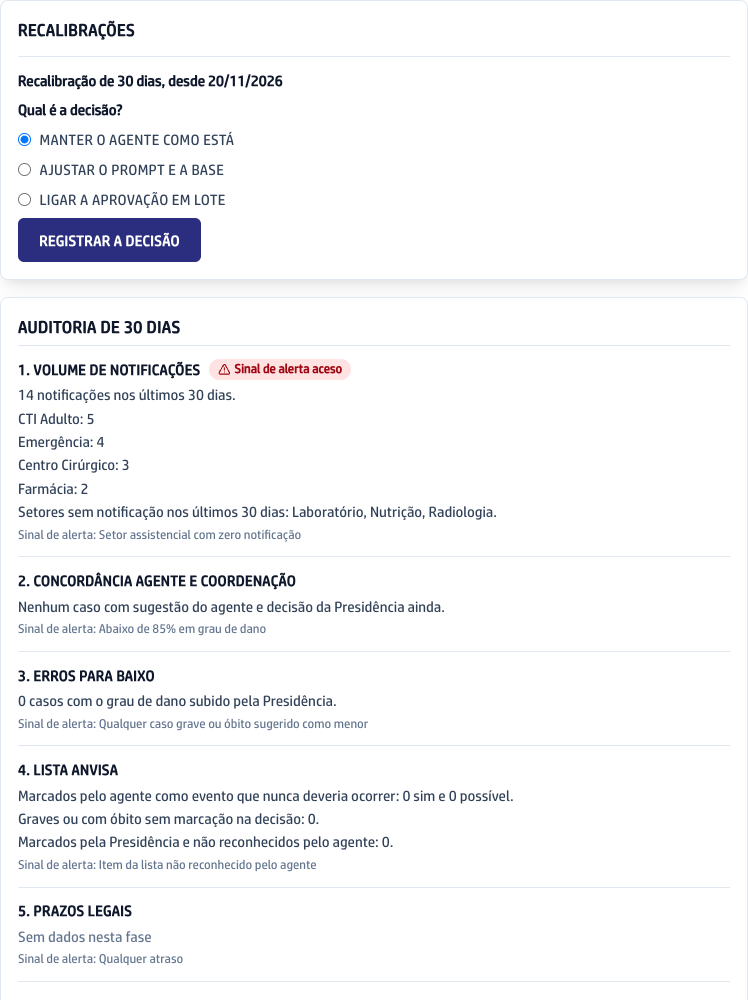 RECALIBRAÇÕES
Recalibração de 30 dias, desde 20/11/2026
Qual é a decisão?
MANTER O AGENTE COMO ESTÁ
AJUSTAR O PROMPT E A BASE
LIGAR A APROVAÇÃO EM LOTE
REGISTRAR A DECISÃO
AUDITORIA DE 30 DIAS
1. VOLUME DE NOTIFICAÇÕES Sinal de alerta aceso
14 notificações nos últimos 30 dias.
CTI Adulto: 5
Emergência: 4
Centro Cirúrgico: 3
Farmácia: 2
Setores sem notificação nos últimos 30 dias: Laboratório, Nutrição, Radiologia.
Sinal de alerta: Setor assistencial com zero notificação
2. CONCORDÂNCIA AGENTE E COORDENAÇÃO
Nenhum caso com sugestão do agente e decisão da Presidência ainda.
Sinal de alerta: Abaixo de 85% em grau de dano
3. ERROS PARA BAIXO
0 casos com o grau de dano subido pela Presidência.
Sinal de alerta: Qualquer caso grave ou óbito sugerido como menor
4. LISTA ANVISA
Marcados pelo agente como evento que nunca deveria ocorrer: 0 sim e 0 possível.
Graves ou com óbito sem marcação na decisão: 0.
Marcados pela Presidência e não reconhecidos pelo agente: 0.
Sinal de alerta: Item da lista não reconhecido pelo agente
5. PRAZOS LEGAIS
Sem dados nesta fase
Sinal de alerta: Qualquer atraso